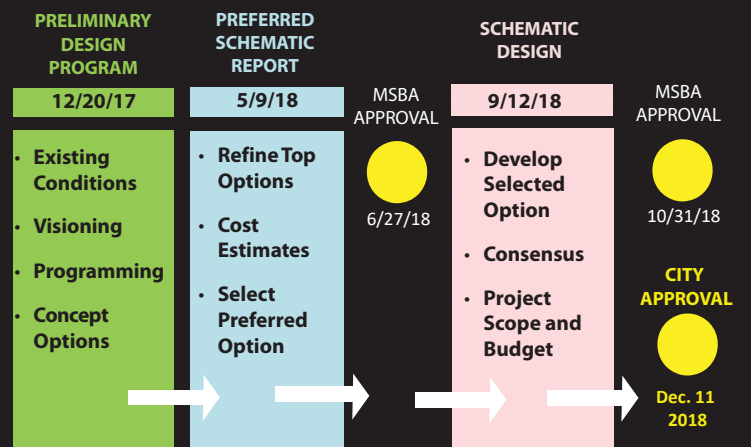 PRELIMINARY
DESIGN
PROGRAM
12/20/17
• Existing
Conditions
• Visioning
• Programming
• Concept
Options
PREFERRED
SCHEMATIC
REPORT
5/9/18
• Refine Top
Options
• Cost
Estimates
• Select
Preferred
Option
MSBA
APPROVAL
6/27/18
SCHEMATIC
DESIGN
9/12/18
• Develop
Selected
Option
• Consensus
• Project
Scope and
Budget
MSBA
APPROVAL
10/31/18
CITY
APPROVAL
Dec. 11
2018